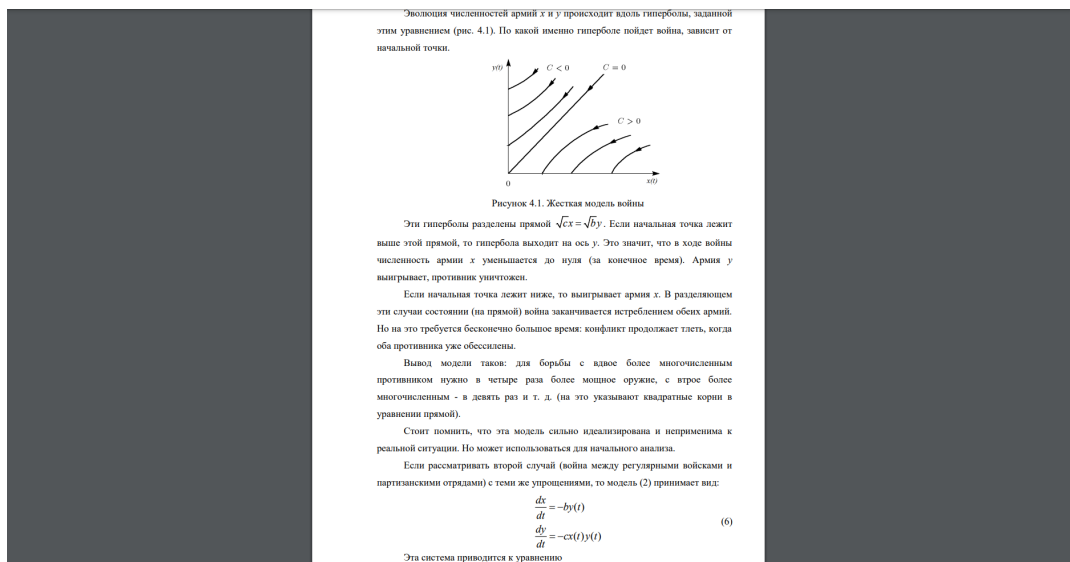 Эволюция численностей армий x и y происходит вдоль гиперболы, заданной
этим уравнением (рис. 4.1). По какой именно гиперболе пойдет война, зависит от
начальной точки.
y(t)
C < 0
C = 0
C > 0
0
x(t)
Рисунок 4.1. Жесткая модель войны
Эти гиперболы разделены прямой √cx = √by. Если начальная точка лежит
выше этой прямой, то гипербола выходит на ось y. Это значит, что в ходе войны
численность армии x уменьшается до нуля (за конечное время). Армия y
выигрывает, противник уничтожен.
Если начальная точка лежит ниже, то выигрывает армия x. В разделяющем
эти случаи состоянии (на прямой) война заканчивается истреблением обеих армий.
Но на это требуется бесконечно большое время: конфликт продолжает тлеть, когда
оба противника уже обессилены.
Вывод модели таков: для борьбы с вдвое более многочисленным
противником нужно в четыре раза более мощное оружие, с втрое более
многочисленным - в девять раз и т. д. (на это указывают квадратные корни в
уравнении прямой).
Стоит помнить, что эта модель сильно идеализирована и неприменима к
реальной ситуации. Но может использоваться для начального анализа.
Если рассматривать второй случай (война между регулярными войсками и
партизанскими отрядами) с теми же упрощениями, то модель (2) принимает вид:
dx/dt = −by(t)
(6)
dy/dt = −cx(t)y(t)
Эта система приводится к уравнению